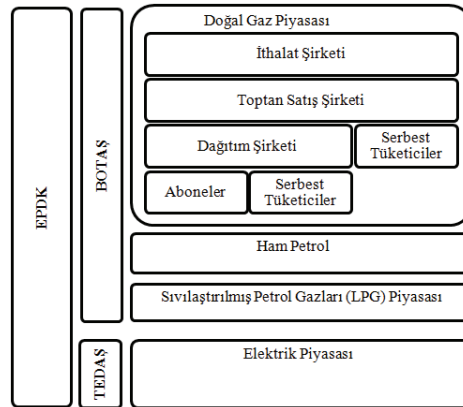 EPDK
BOTAŞ
TEDAŞ
Doğal Gaz Piyasası
İthalat Şirketi
Toptan Satış Şirketi
Dağıtım Şirketi
Serbest
Tüketiciler
Aboneler
Serbest
Tüketiciler
Ham Petrol
Sıvılaştırılmış Petrol Gazları (LPG) Piyasası
Elektrik Piyasası